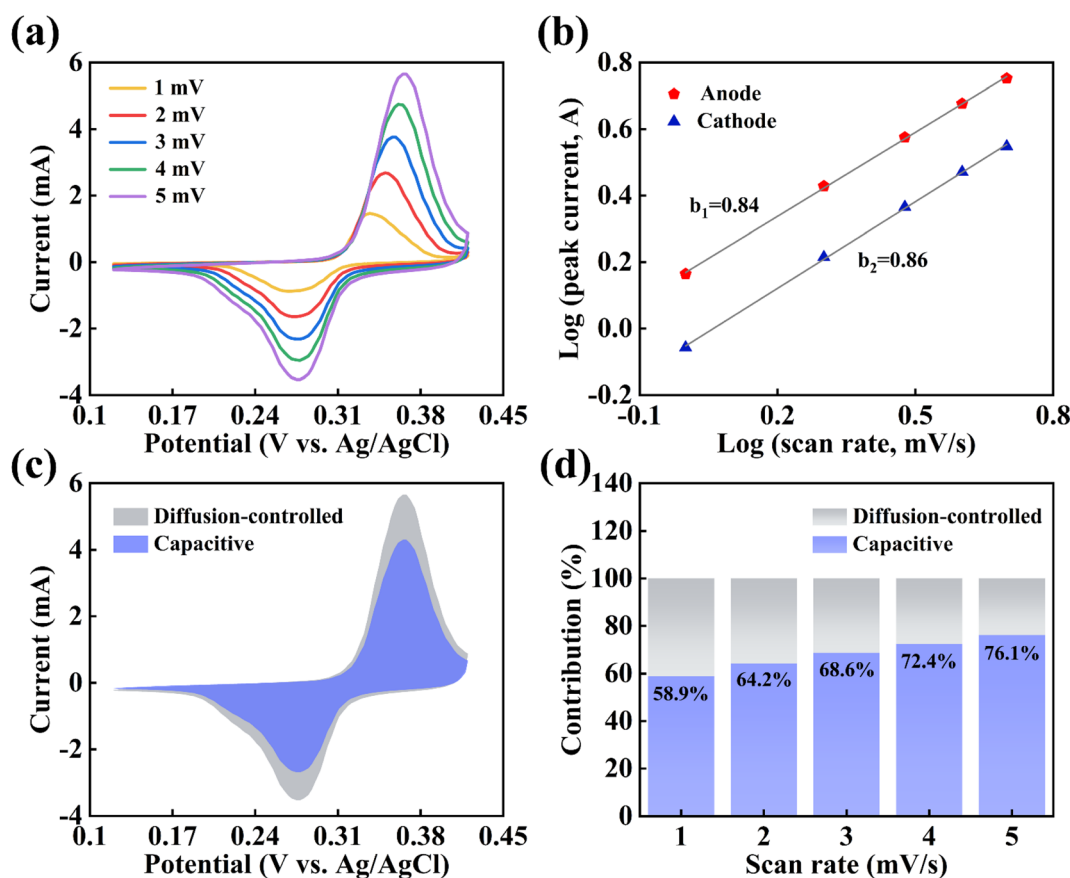 (a)
6
4
2
0
-2
-4
Current (mA)
1 mV
2 mV
3 mV
4 mV
5 mV
0.1 0.17 0.24 0.31 0.38 0.45
Potential (V vs. Ag/AgCl)
(b)
0.8
0.6
0.4
0.2
0.0
-0.2
Log (peak current, A)
Anode
Cathode
b1=0.84
b2=0.86
-0.1 0.2 0.5 0.8
Log (scan rate, mV/s)
(c)
6
4
2
0
-2
-4
Current (mA)
Diffusion-controlled
Capacitive
0.1 0.17 0.24 0.31 0.38 0.45
Potential (V vs. Ag/AgCl)
(d)
140
120
100
80
60
40
20
0
Contribution (%)
Diffusion-controlled
Capacitive
58.9% 64.2% 68.6% 72.4% 76.1%
1 2 3 4 5
Scan rate (mV/s)